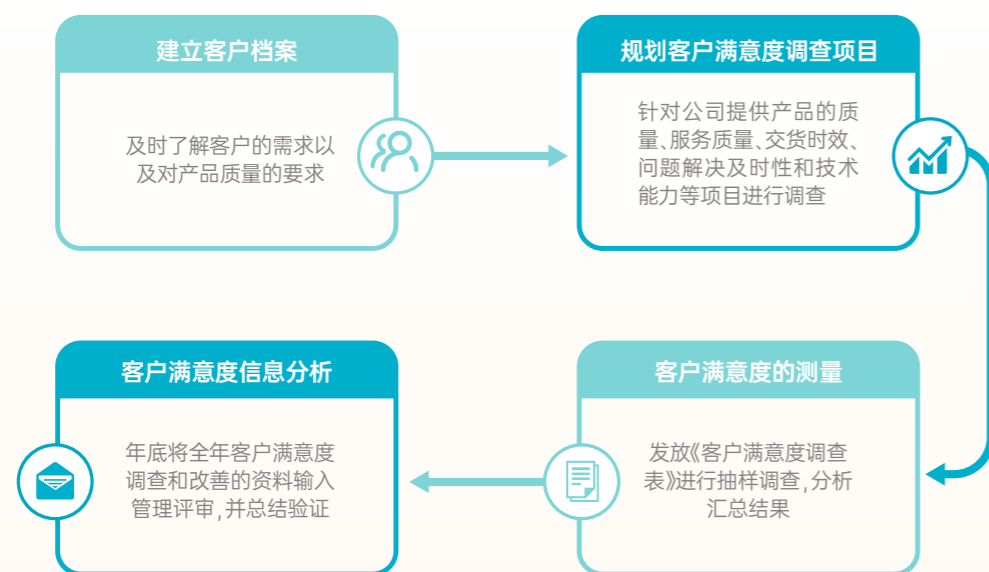 建立客户档案
及时了解客户的需求以
及对产品质量的要求
规划客户满意度调查项目
针对公司提供产品的质
量、服务质量、交货时效、
问题解决及时性和技术
能力等项目进行调查
客户满意度的测量
发放《客户满意度调查
表》进行抽样调查,分析
汇总结果
客户满意度信息分析
年底将全年客户满意度
调查和改善的资料输入
管理评审,并总结验证